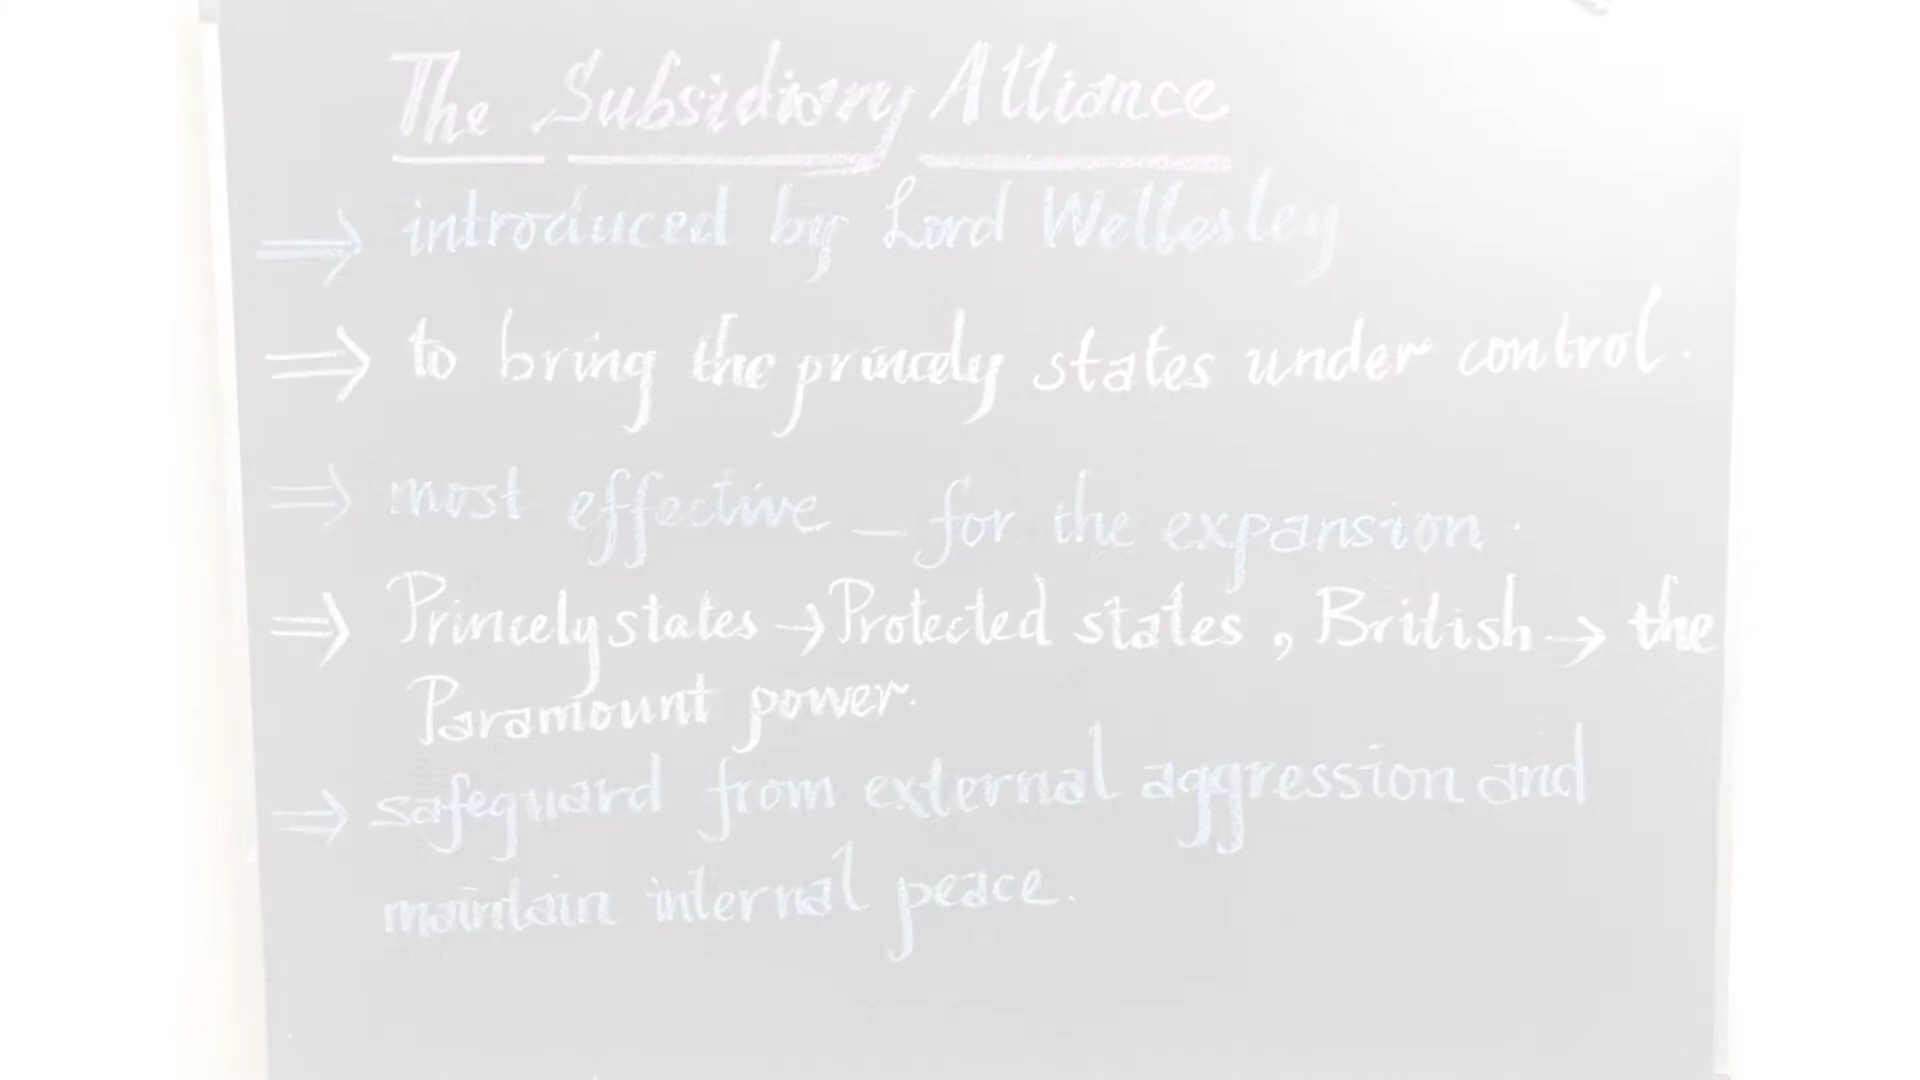 The Subsidiary Alliance
⇒ introduced by Lord Wellesley
⇒ to bring the princely states under control.
⇒ most effective – for the expansion.
⇒ Princely states → Protected states, British → the
Paramount power.
⇒ safeguard from external aggression and
maintain internal peace.